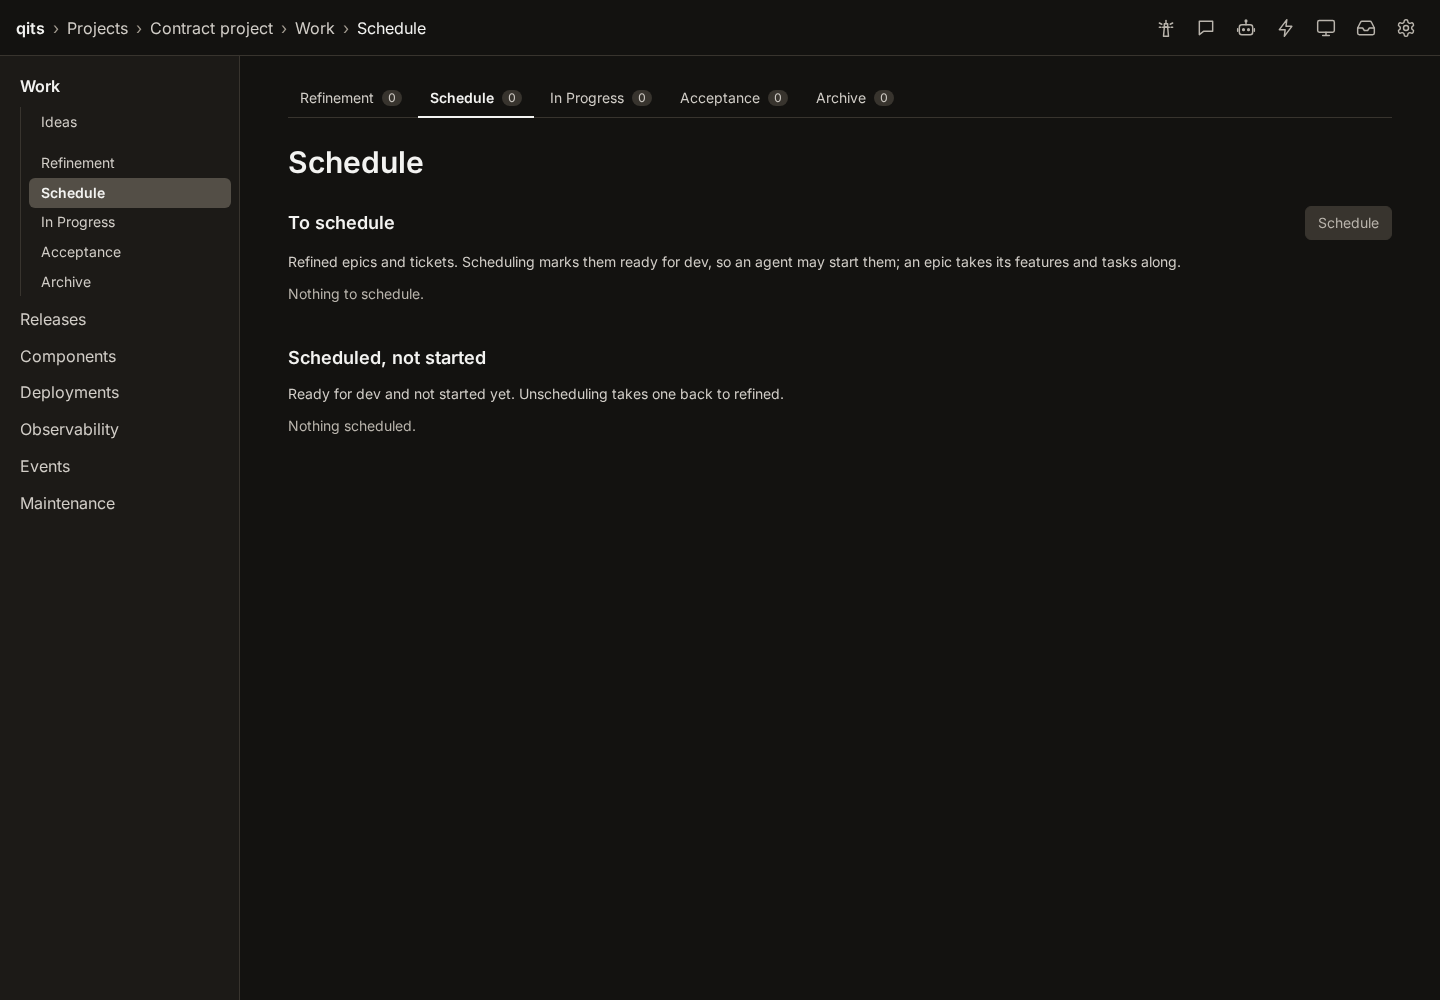 qits › Projects › Contract project › Work › Schedule
Work
Ideas
Refinement
Schedule
In Progress
Acceptance
Archive
Releases
Components
Deployments
Observability
Events
Maintenance
Refinement 0 Schedule 0 In Progress 0 Acceptance 0 Archive 0
Schedule
To schedule
Schedule
Refined epics and tickets. Scheduling marks them ready for dev, so an agent may start them; an epic takes its features and tasks along.
Nothing to schedule.
Scheduled, not started
Ready for dev and not started yet. Unscheduling takes one back to refined.
Nothing scheduled.